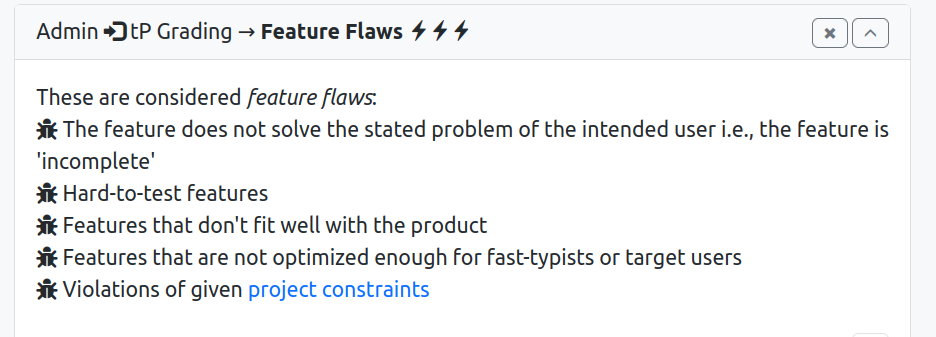 Admin tP Grading → Feature Flaws
These are considered feature flaws:
The feature does not solve the stated problem of the intended user i.e., the feature is
'incomplete'
Hard-to-test features
Features that don't fit well with the product
Features that are not optimized enough for fast-typists or target users
Violations of given project constraints